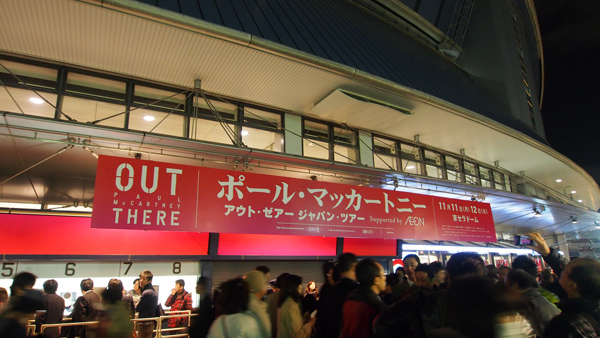 OUT
PAUL
McCARTNEY
THERE
ポール・マッカートニー
アウト・ゼアー ジャパン・ツアー Supported by ÆON
11月11日(月)12日(火)
京セラドーム
5 6 7 8